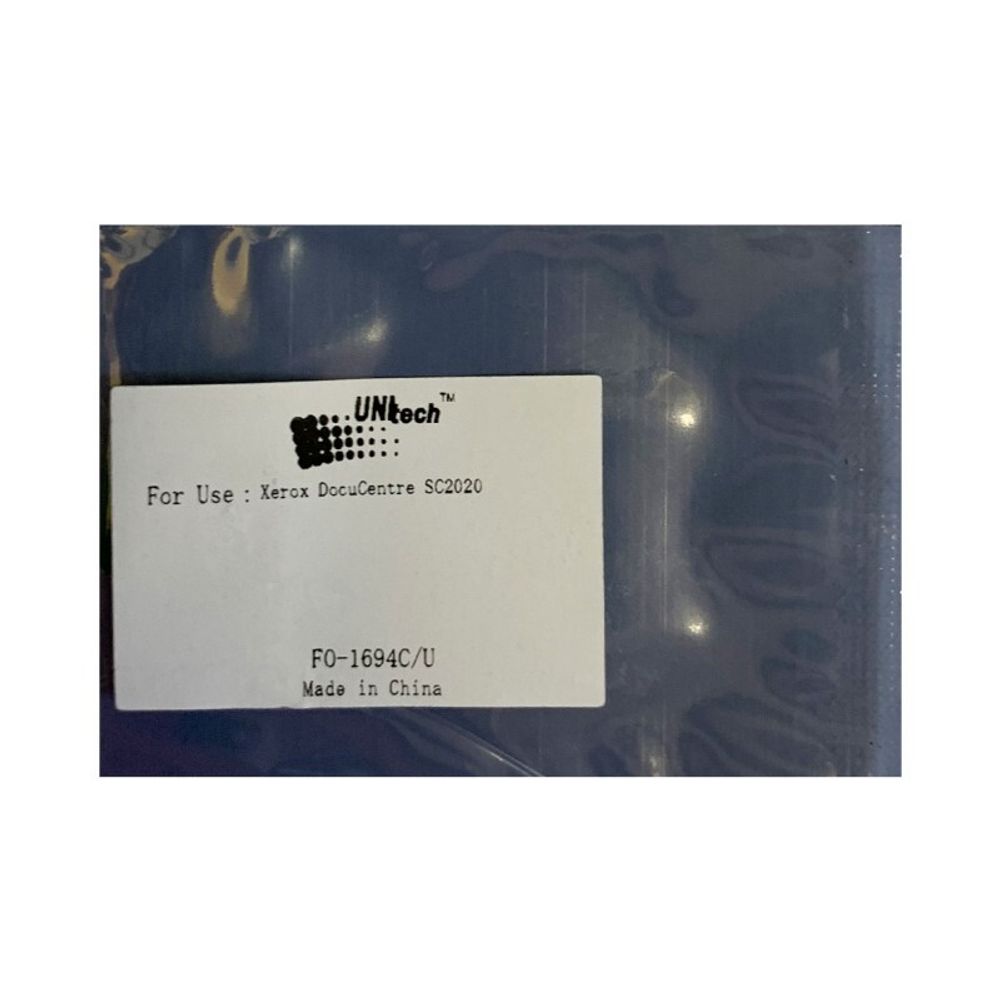 UNItech™
For Use : Xerox DocuCentre SC2020
FO-1694C/U
Made in China